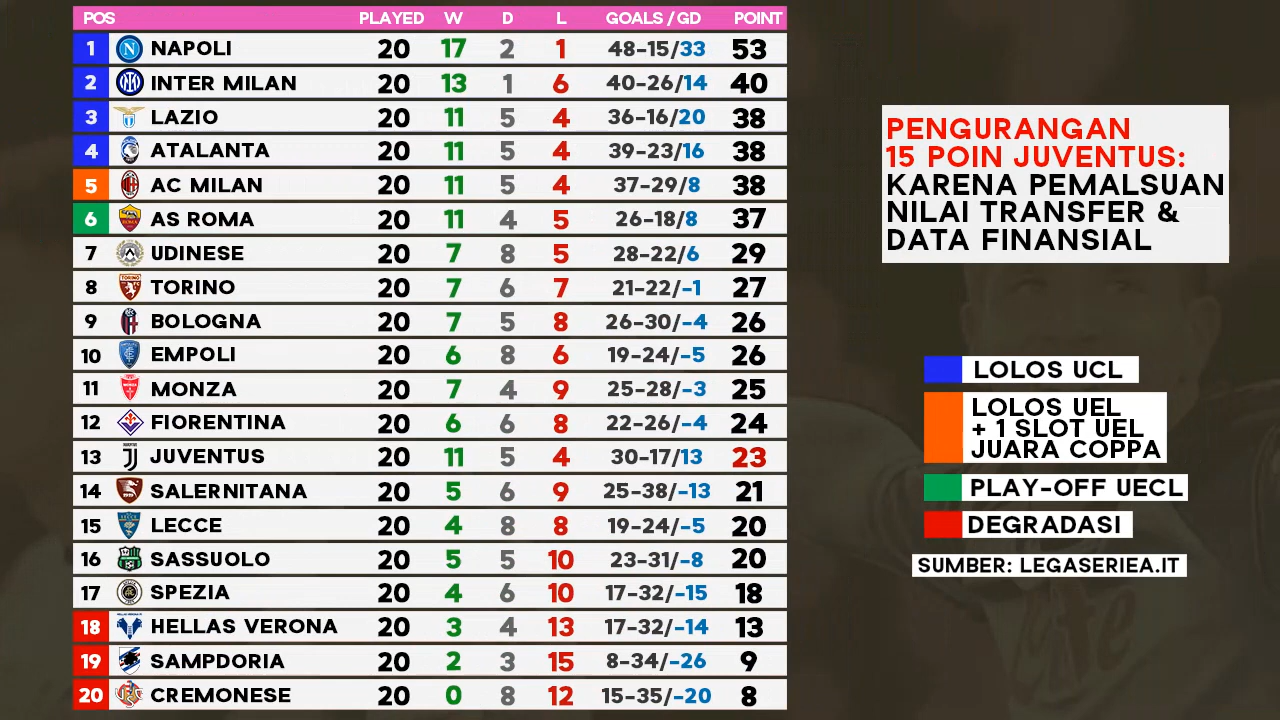 POS PLAYED W D L GOALS / GD POINT
1 NAPOLI 20 17 2 1 48-15/33 53
2 INTER MILAN 20 13 1 6 40-26/14 40
3 LAZIO 20 11 5 4 36-16/20 38
4 ATALANTA 20 11 5 4 39-23/16 38
5 AC MILAN 20 11 5 4 37-29/8 38
6 AS ROMA 20 11 4 5 26-18/8 37
7 UDINESE 20 7 8 5 28-22/6 29
8 TORINO 20 7 6 7 21-22/-1 27
9 BOLOGNA 20 7 5 8 26-30/-4 26
10 EMPOLI 20 6 8 6 19-24/-5 26
11 MONZA 20 7 4 9 25-28/-3 25
12 FIORENTINA 20 6 6 8 22-26/-4 24
13 JUVENTUS 20 11 5 4 30-17/13 23
14 SALERNITANA 20 5 6 9 25-38/-13 21
15 LECCE 20 4 8 8 19-24/-5 20
16 SASSUOLO 20 5 5 10 23-31/-8 20
17 SPEZIA 20 4 6 10 17-32/-15 18
18 HELLAS VERONA 20 3 4 13 17-32/-14 13
19 SAMPDORIA 20 2 3 15 8-34/-26 9
20 CREMONESE 20 0 8 12 15-35/-20 8
PENGURANGAN
15 POIN JUVENTUS:
KARENA PEMALSUAN
NILAI TRANSFER &
DATA FINANSIAL
LOLOS UCL
LOLOS UEL
+ 1 SLOT UEL
JUARA COPPA
PLAY-OFF UECL
DEGRADASI
SUMBER: LEGASERIEA.IT